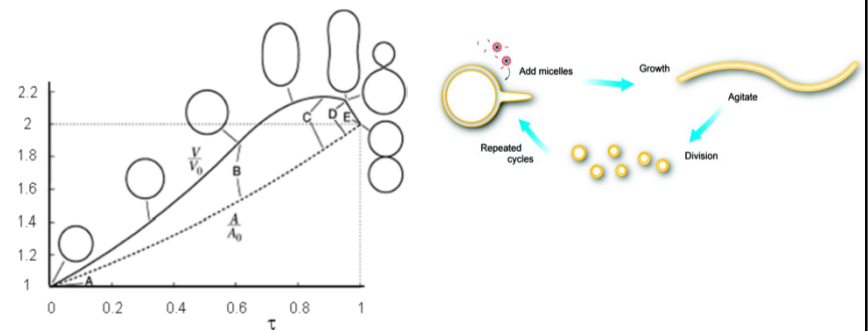 2.2
2
1.8
1.6
1.4
1.2
1
0 0.2 0.4 0.6 0.8 1
τ
V
V₀
A
A₀
A
B
C
D
E
Add micelles
Growth
Agitate
Division
Repeated
cycles